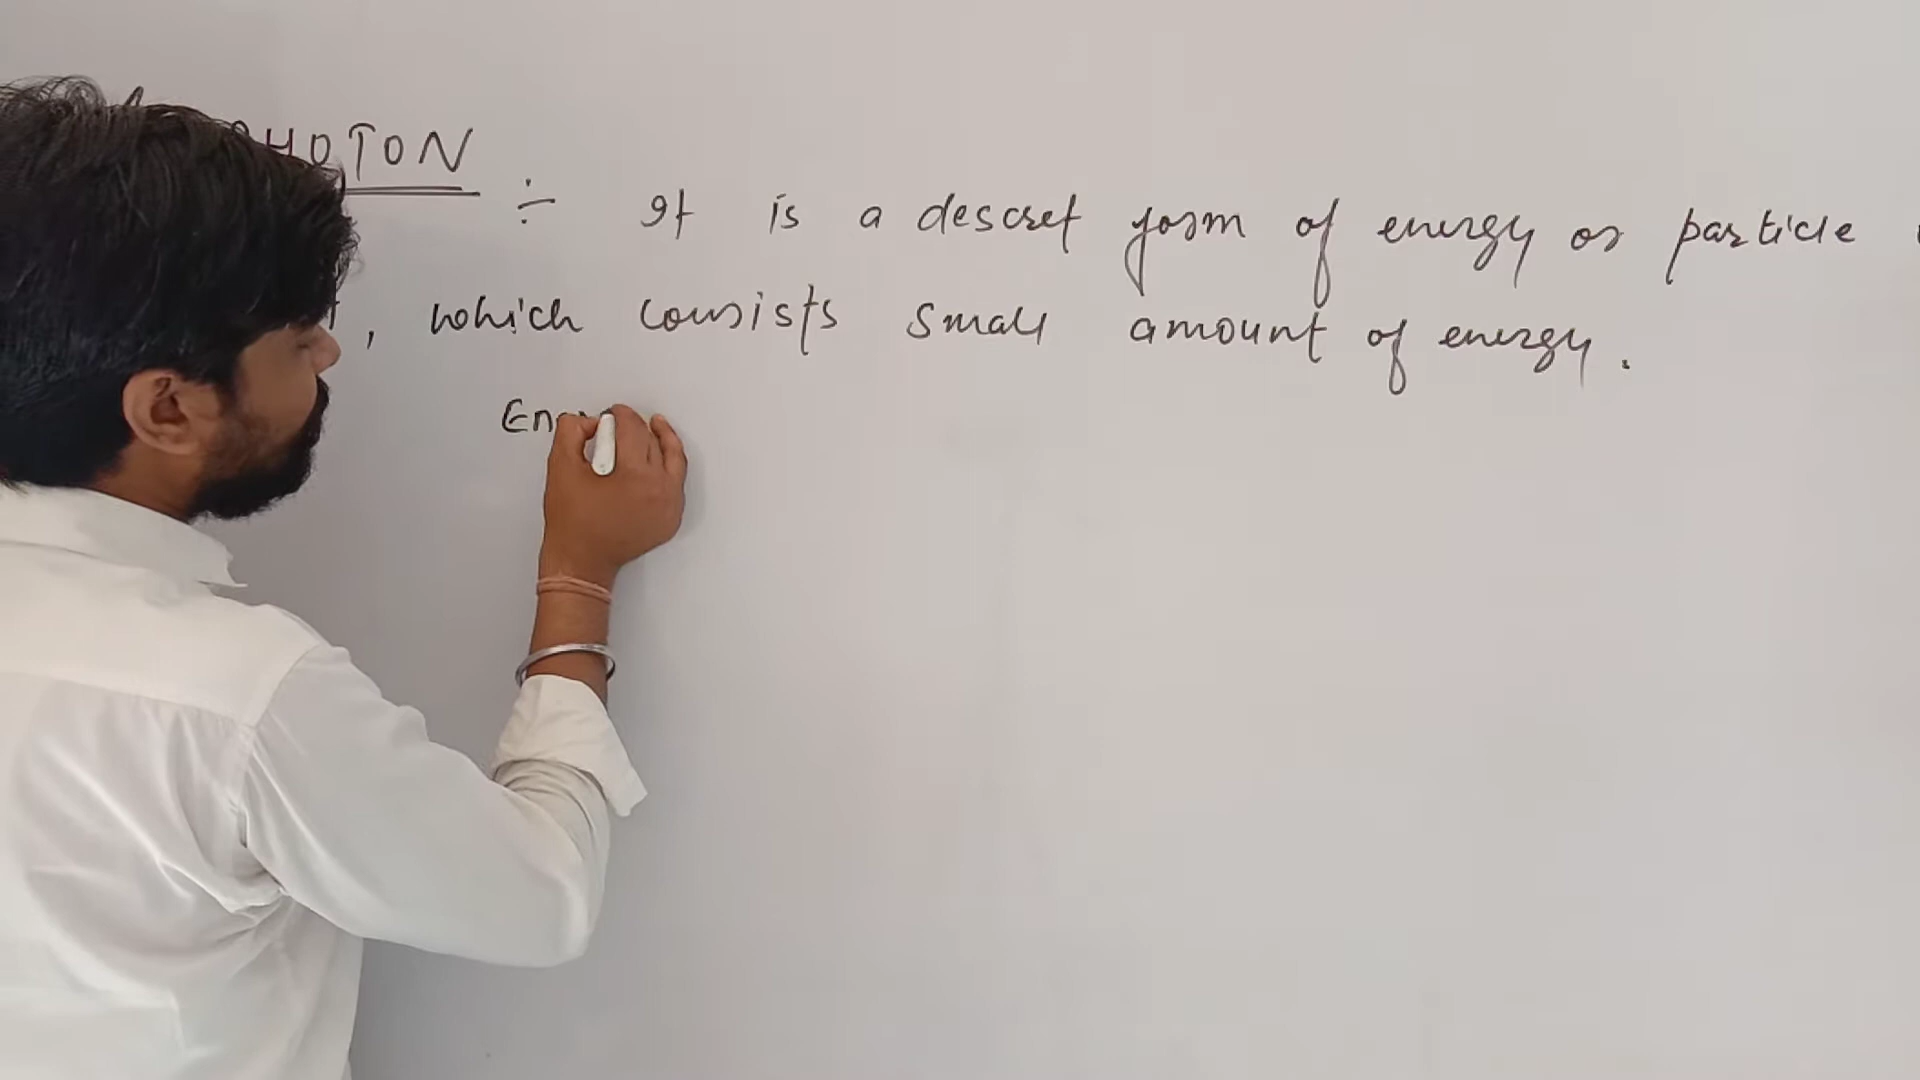 PHOTON
÷ It is a descret form of energy or particle
, which consists small amount of energy.